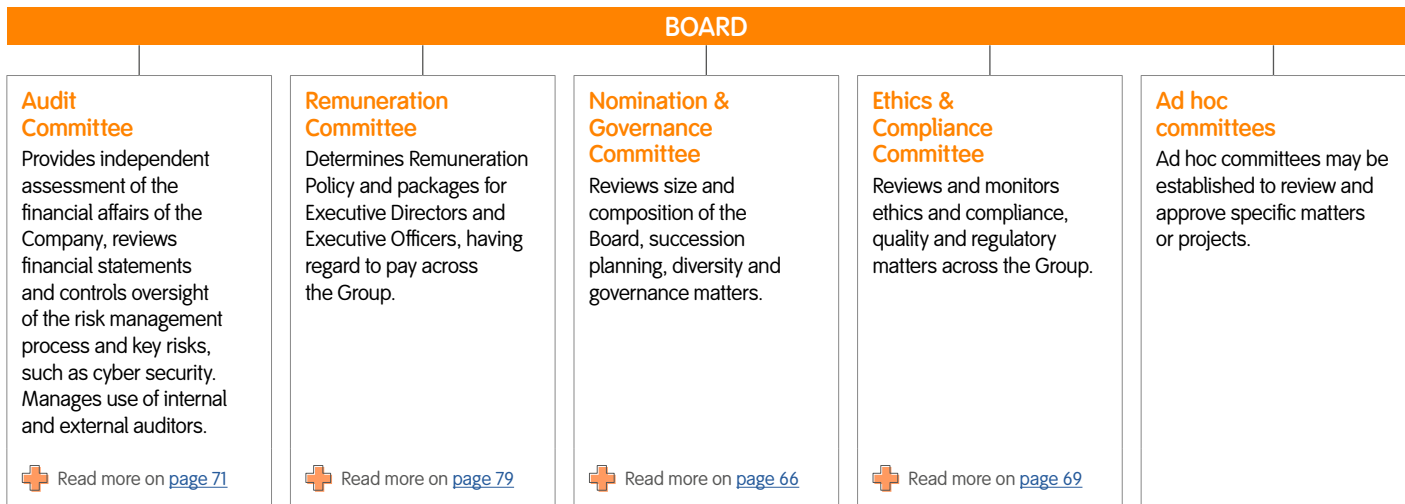 BOARD
Audit
Committee
Provides independent
assessment of the
financial affairs of the
Company, reviews
financial statements
and controls oversight
of the risk management
process and key risks,
such as cyber security.
Manages use of internal
and external auditors.
Read more on page 71
Remuneration
Committee
Determines Remuneration
Policy and packages for
Executive Directors and
Executive Officers, having
regard to pay across
the Group.
Read more on page 79
Nomination &
Governance
Committee
Reviews size and
composition of the
Board, succession
planning, diversity and
governance matters.
Read more on page 66
Ethics &
Compliance
Committee
Reviews and monitors
ethics and compliance,
quality and regulatory
matters across the Group.
Read more on page 69
Ad hoc
committees
Ad hoc committees may be
established to review and
approve specific matters
or projects.